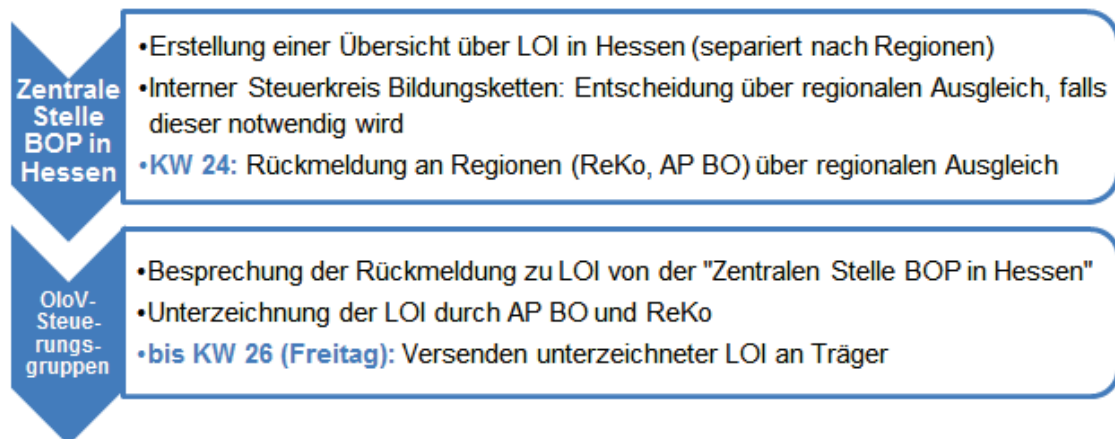 Zentrale
Stelle
BOP in
Hessen
•Erstellung einer Übersicht über LOI in Hessen (separiert nach Regionen)
•Interner Steuerkreis Bildungsketten: Entscheidung über regionalen Ausgleich, falls
dieser notwendig wird
•KW 24: Rückmeldung an Regionen (ReKo, AP BO) über regionalen Ausgleich
OloV-
Steue-
rungs-
gruppen
•Besprechung der Rückmeldung zu LOI von der "Zentralen Stelle BOP in Hessen"
•Unterzeichnung der LOI durch AP BO und ReKo
•bis KW 26 (Freitag): Versenden unterzeichneter LOI an Träger